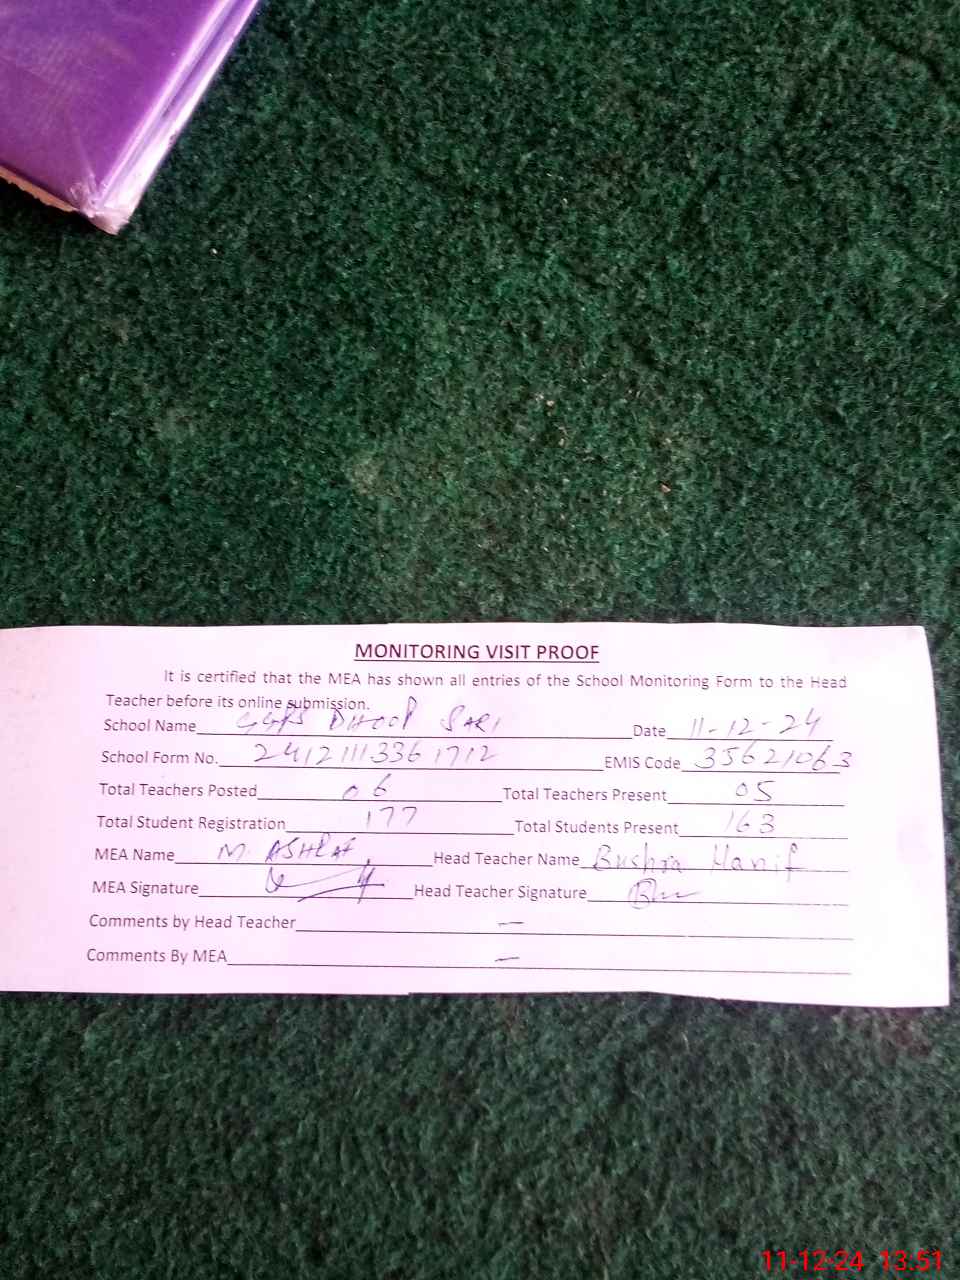 MONITORING VISIT PROOF
It is certified that the MEA has shown all entries of the School Monitoring Form to the Head
Teacher before its online submission.
School Name GGPS DHOOP SARI Date 11-12-24
School Form No. 24121113361712 EMIS Code 35621063
Total Teachers Posted 06 Total Teachers Present 05
Total Student Registration 177 Total Students Present 163
MEA Name M. ASHRAF Head Teacher Name Bushra Hanif
MEA Signature Head Teacher Signature
Comments by Head Teacher —
Comments By MEA —
11-12-24 13:51